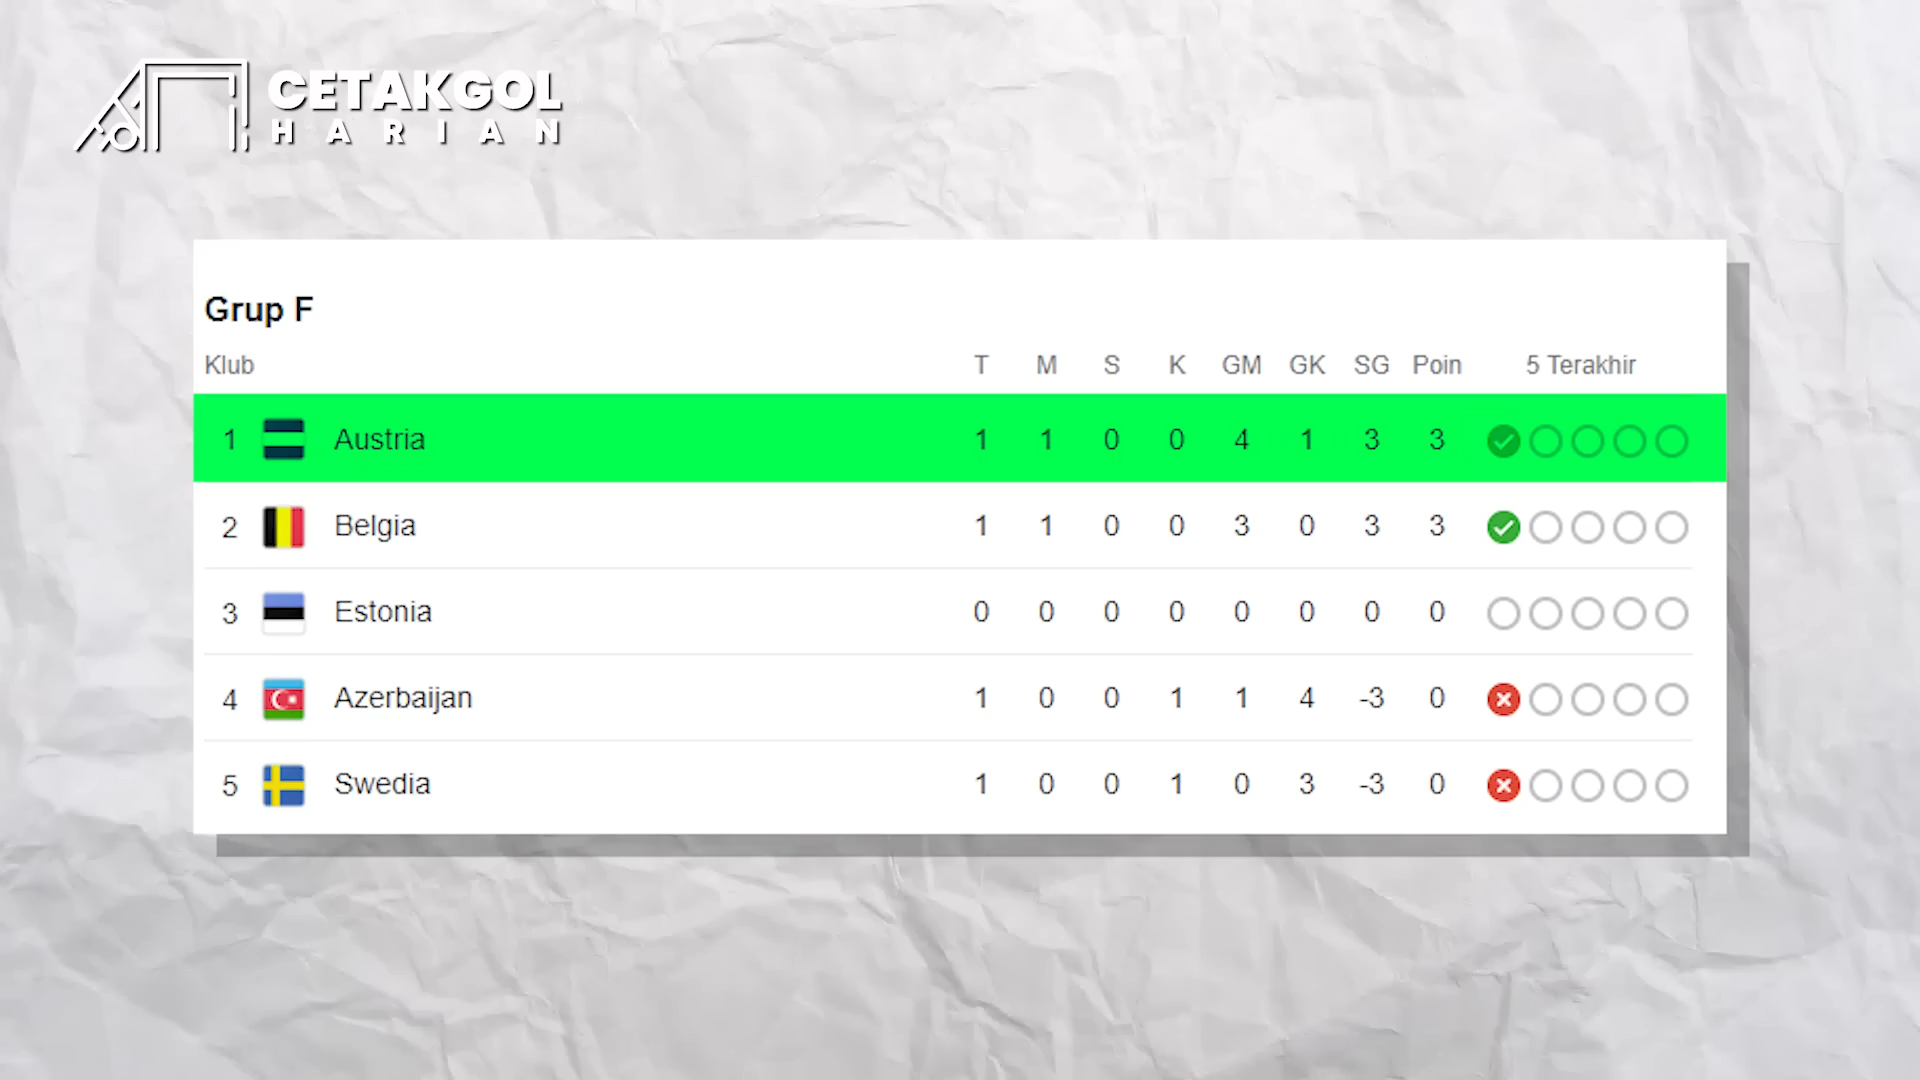 CETAKGOL
HARIAN
Grup F
Klub T M S K GM GK SG Poin 5 Terakhir
1 Austria 1 1 0 0 4 1 3 3
2 Belgia 1 1 0 0 3 0 3 3
3 Estonia 0 0 0 0 0 0 0 0
4 Azerbaijan 1 0 0 1 1 4 -3 0
5 Swedia 1 0 0 1 0 3 -3 0